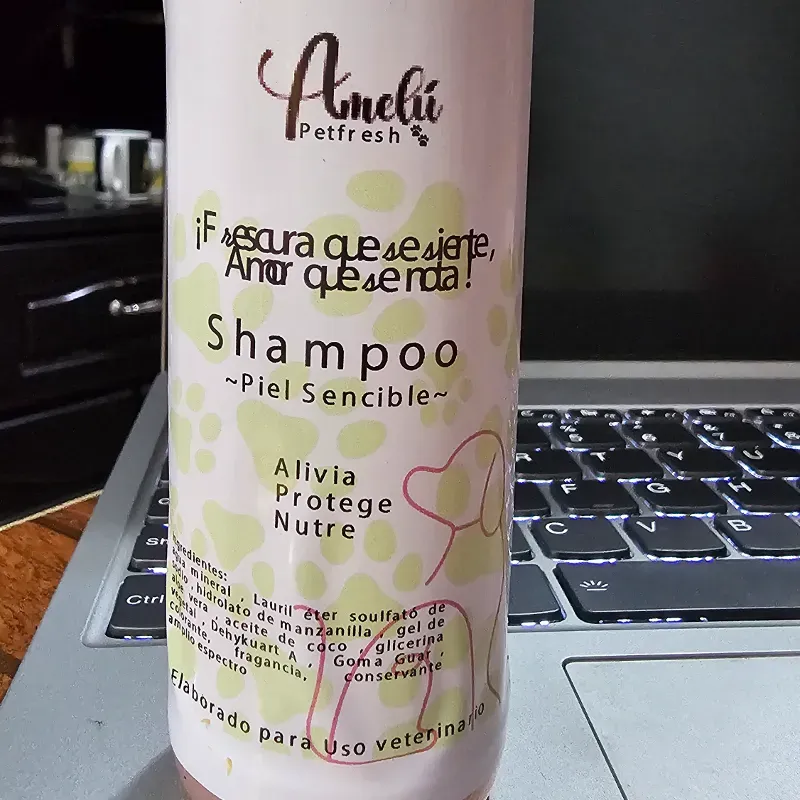 Amelú
Petfresh
¡Frescura que se siente,
Amor que se nota!
Shampoo
~Piel Sencible~
Alivia
Protege
Nutre
Ingredientes:
agua mineral , Lauril éter soulfato de
sodio hidrolato de manzanilla , gel de
aloe vera , aceite de coco , glicerina
vegetal , Dehykuart A , Goma Guar ,
colorante, fragancia, conservante
amplio espectro
Elaborado para Uso veterinario
R T Y U
F G H
C V B
Ctrl